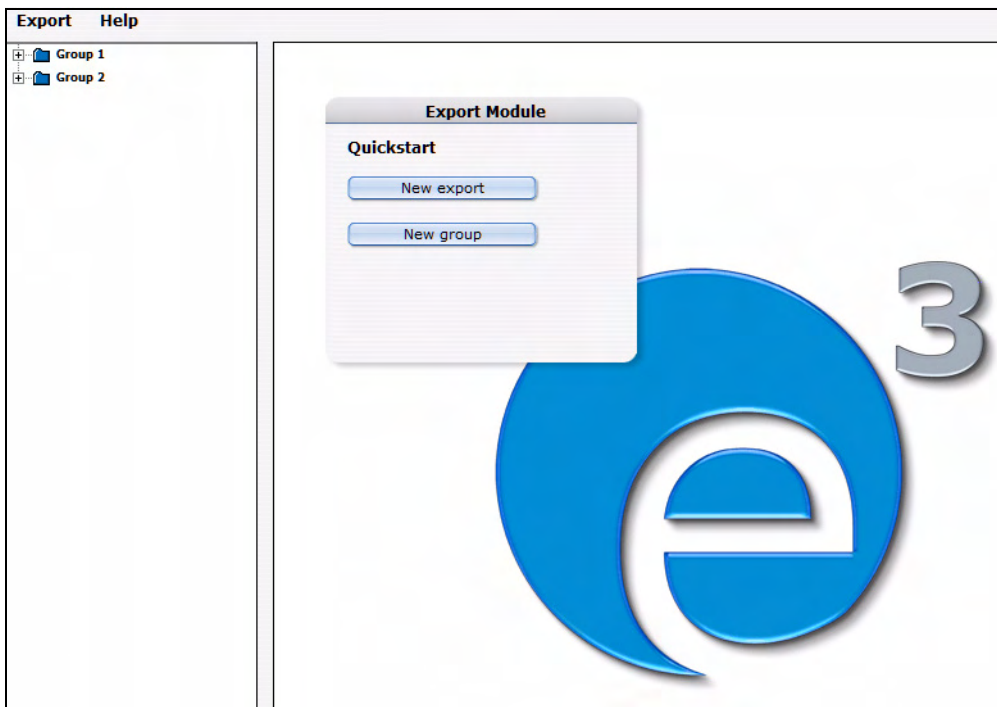 Export Help
Group 1
Group 2
Export Module
Quickstart
New export
New group
e 3